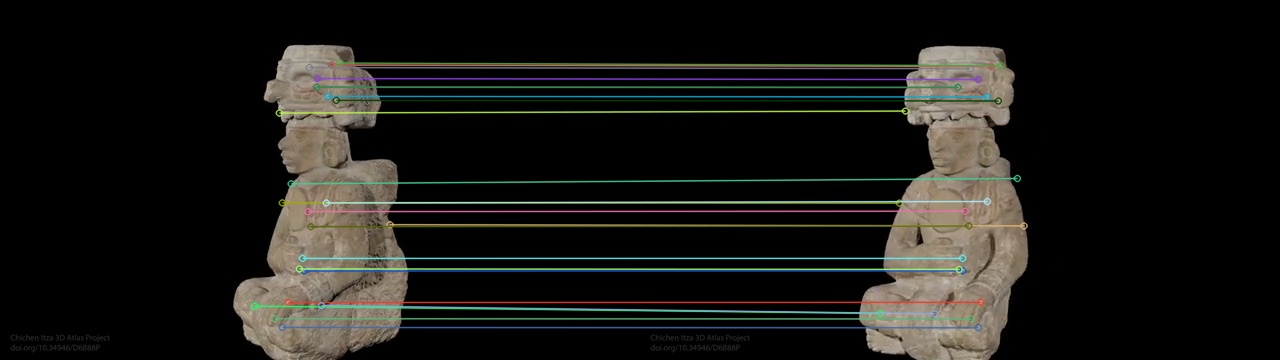 Chichen Itza 3D Atlas Project
doi.org/10.34946/D6B88P
Chichen Itza 3D Atlas Project
doi.org/10.34946/D6B88P